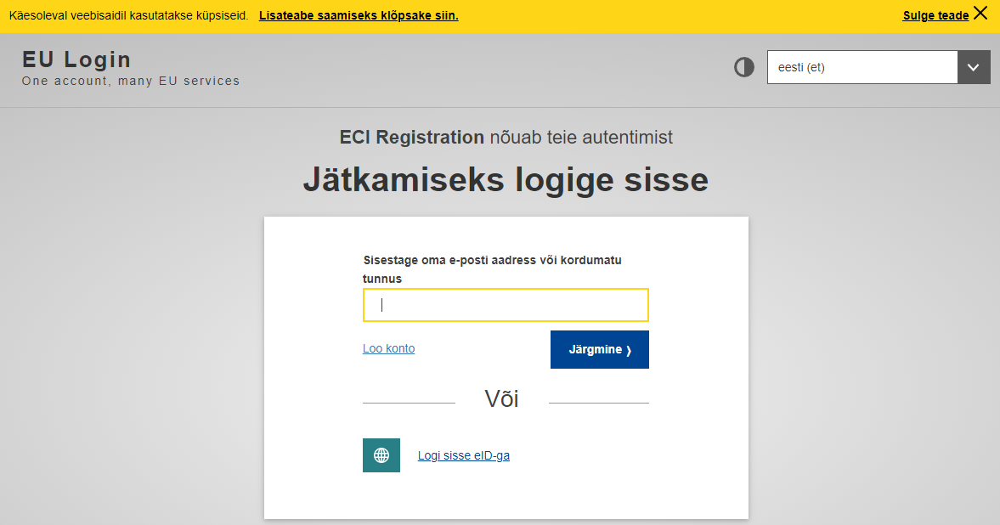 Käesoleval veebisaidil kasutatakse küpsiseid. Lisateabe saamiseks klõpsake siin. Sulge teade
EU Login
One account, many EU services
eesti (et)
ECI Registration nõuab teie autentimist
Jätkamiseks logige sisse
Sisestage oma e-posti aadress või kordumatu
tunnus
Loo konto
Järgmine ❯
Või
Logi sisse eID-ga